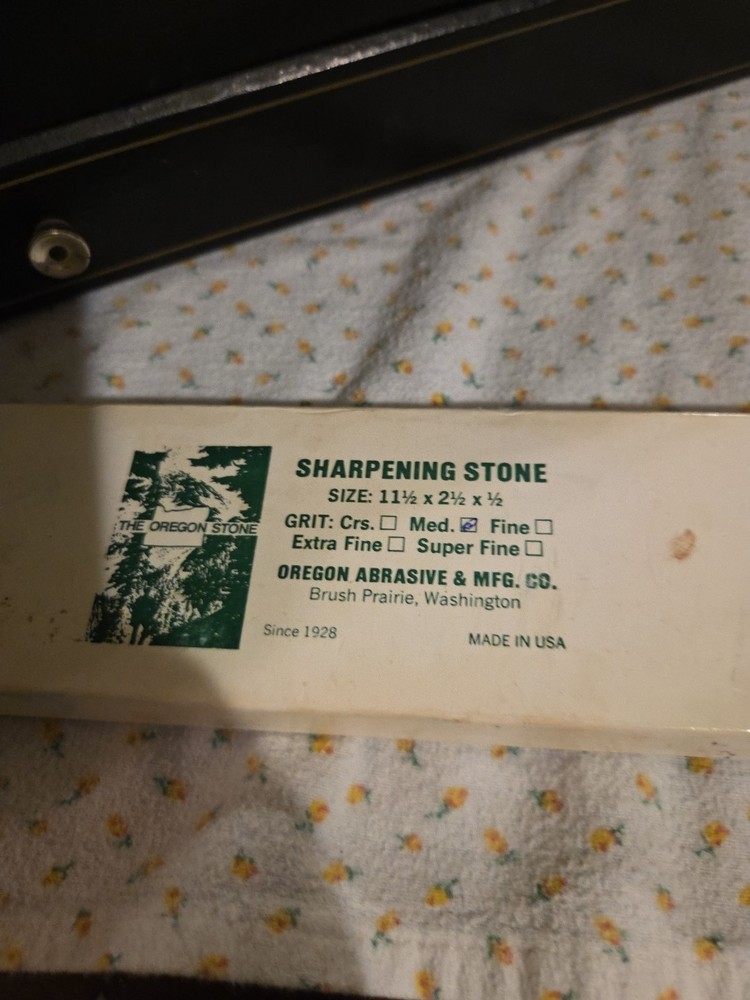 THE OREGON STONE
SHARPENING STONE
SIZE: 11½ x 2½ x ½
GRIT: Crs. ☐ Med. ☑ Fine ☐
Extra Fine ☐ Super Fine ☐
OREGON ABRASIVE & MFG. CO.
Brush Prairie, Washington
Since 1928 MADE IN USA